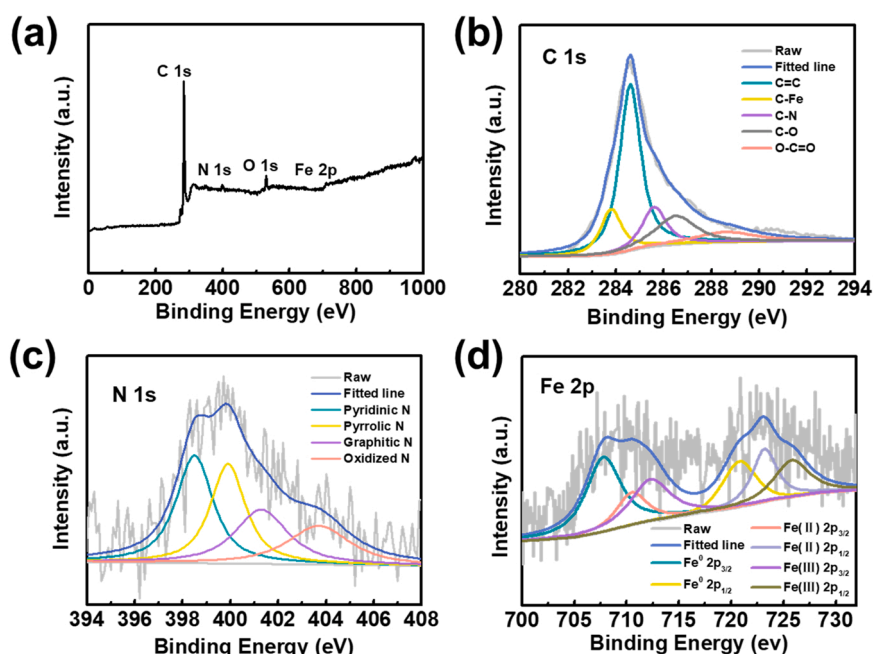 (a)
C 1s
N 1s
O 1s
Fe 2p
Intensity (a.u.)
0 200 400 600 800 1000
Binding Energy (eV)
(b)
C 1s
Raw
Fitted line
C=C
C-Fe
C-N
C-O
O-C=O
Intensity (a.u.)
280 282 284 286 288 290 292 294
Binding Energy (eV)
(c)
N 1s
Raw
Fitted line
Pyridinic N
Pyrrolic N
Graphitic N
Oxidized N
Intensity (a.u.)
394 396 398 400 402 404 406 408
Binding Energy (eV)
(d)
Fe 2p
Raw
Fitted line
Fe⁰ 2p₃/₂
Fe⁰ 2p₁/₂
Fe(II) 2p₃/₂
Fe(II) 2p₁/₂
Fe(III) 2p₃/₂
Fe(III) 2p₁/₂
Intensity (a.u.)
700 705 710 715 720 725 730
Binding Energy (ev)